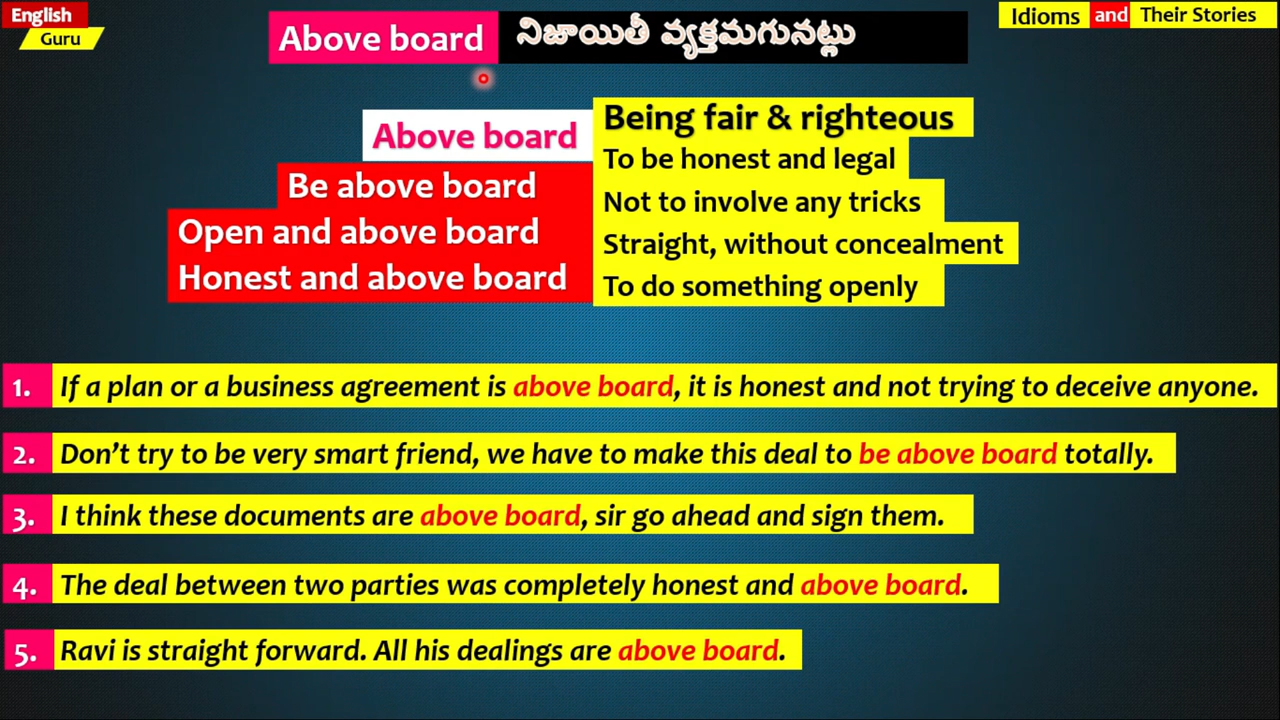 English
Guru
Above board నిజాయితీ వ్యక్తమగునట్లు
Idioms and Their Stories
Above board
Be above board
Open and above board
Honest and above board
Being fair & righteous
To be honest and legal
Not to involve any tricks
Straight, without concealment
To do something openly
1. If a plan or a business agreement is above board, it is honest and not trying to deceive anyone.
2. Don’t try to be very smart friend, we have to make this deal to be above board totally.
3. I think these documents are above board, sir go ahead and sign them.
4. The deal between two parties was completely honest and above board.
5. Ravi is straight forward. All his dealings are above board.